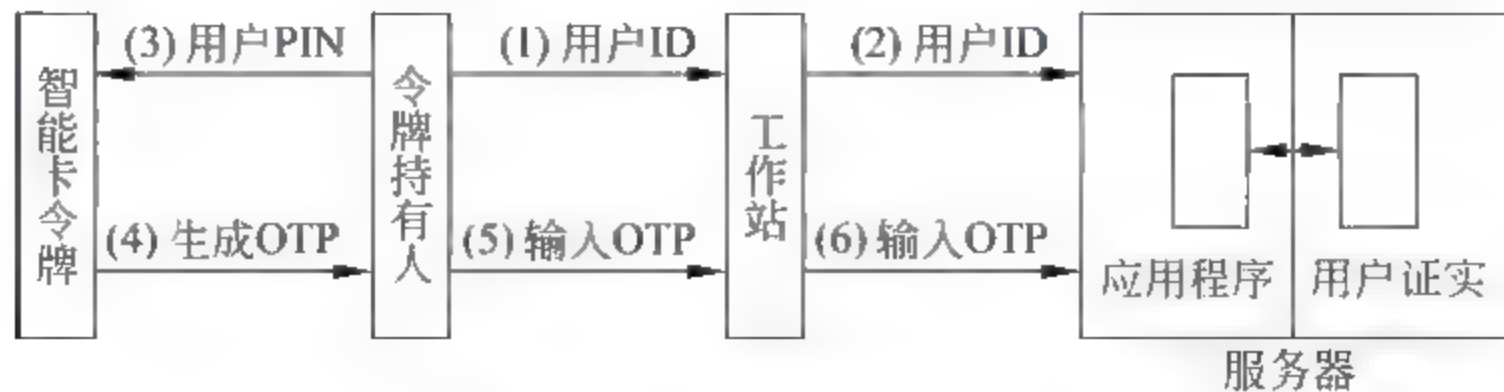 (3) 用户PIN
(1) 用户ID
(2) 用户ID
智能卡令牌
令牌持有人
工作站
(4) 生成OTP
(5) 输入OTP
(6) 输入OTP
应用程序
用户证实
服务器